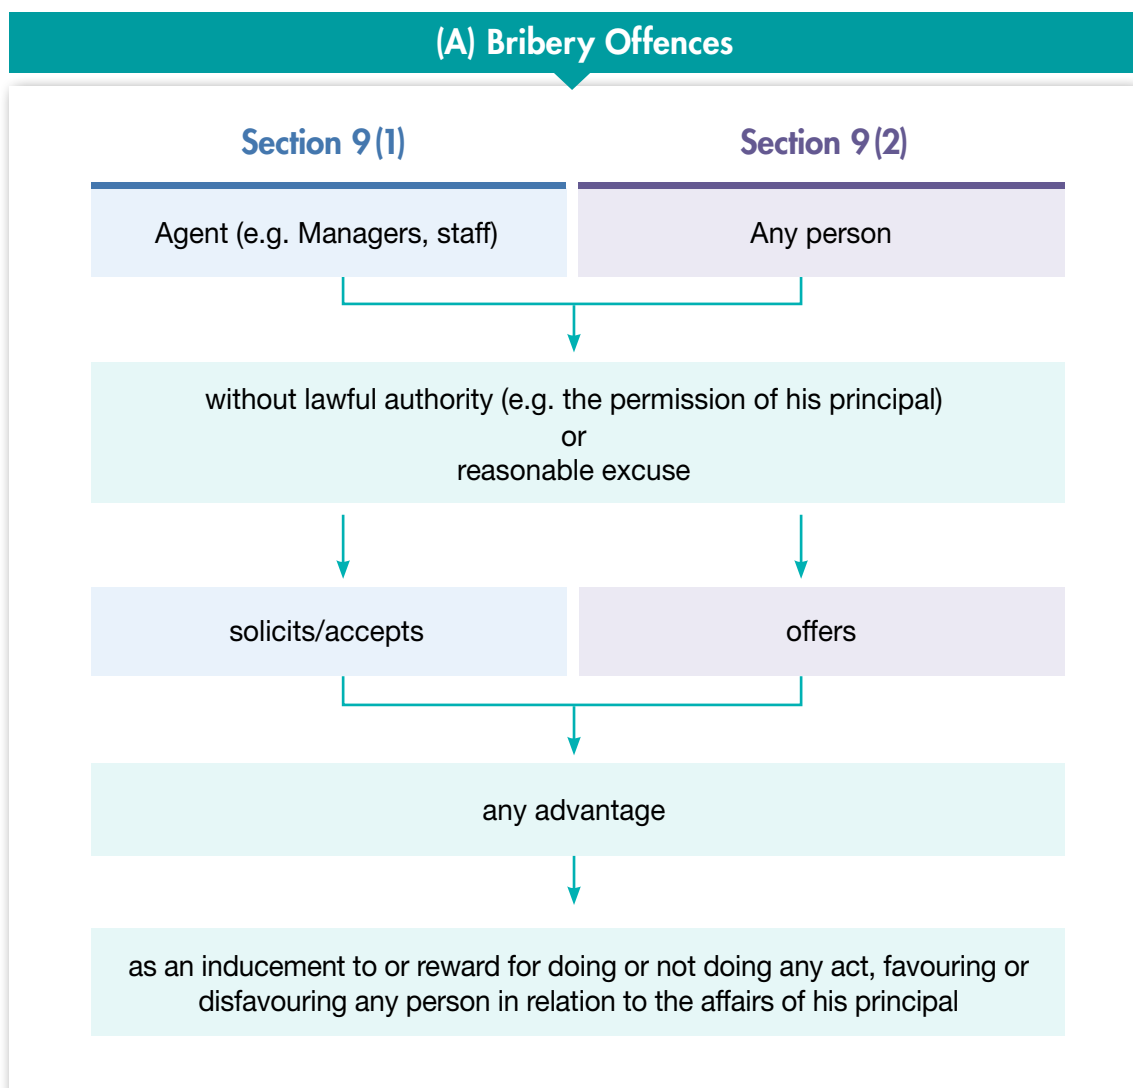 (A) Bribery Offences
Section 9(1)
Section 9(2)
Agent (e.g. Managers, staff)
Any person
without lawful authority (e.g. the permission of his principal)
or
reasonable excuse
solicits/accepts
offers
any advantage
as an inducement to or reward for doing or not doing any act, favouring or
disfavouring any person in relation to the affairs of his principal